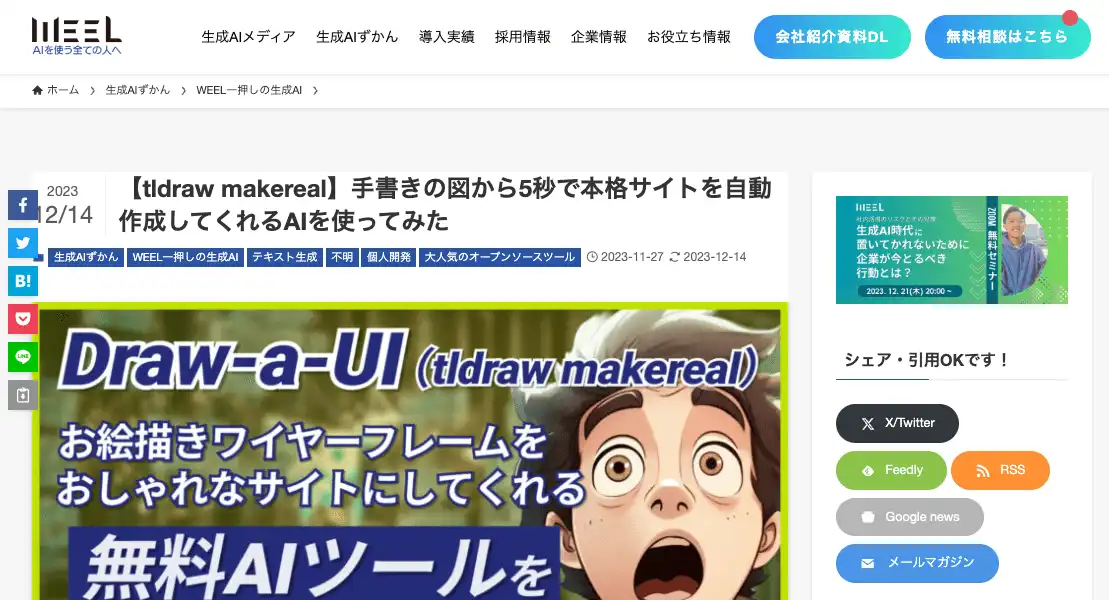 WEEL
AIを使う全ての人へ
生成AIメディア 生成AIずかん 導入実績 採用情報 企業情報 お役立ち情報 会社紹介資料DL 無料相談はこちら
ホーム 生成AIずかん WEEL一押しの生成AI
2023
12/14
【tldraw makereal】手書きの図から5秒で本格サイトを自動
作成してくれるAIを使ってみた
生成AIずかん WEEL一押しの生成AI テキスト生成 不明 個人開発 大人気のオープンソースツール 2023-11-27 2023-12-14
B!
LINE
Draw-a-UI (tldraw makereal)
お絵描きワイヤーフレームを
おしゃれなサイトにしてくれる
無料AIツールを
WEEL
社内活用のリスクとその対策
生成AI時代に
置いてかれないために
企業が今とるべき
行動とは？
2023. 12. 21(木) 20:00 ~
ZOOM 無料セミナー
シェア・引用OKです！
X/Twitter
Feedly RSS
Google news
メールマガジン